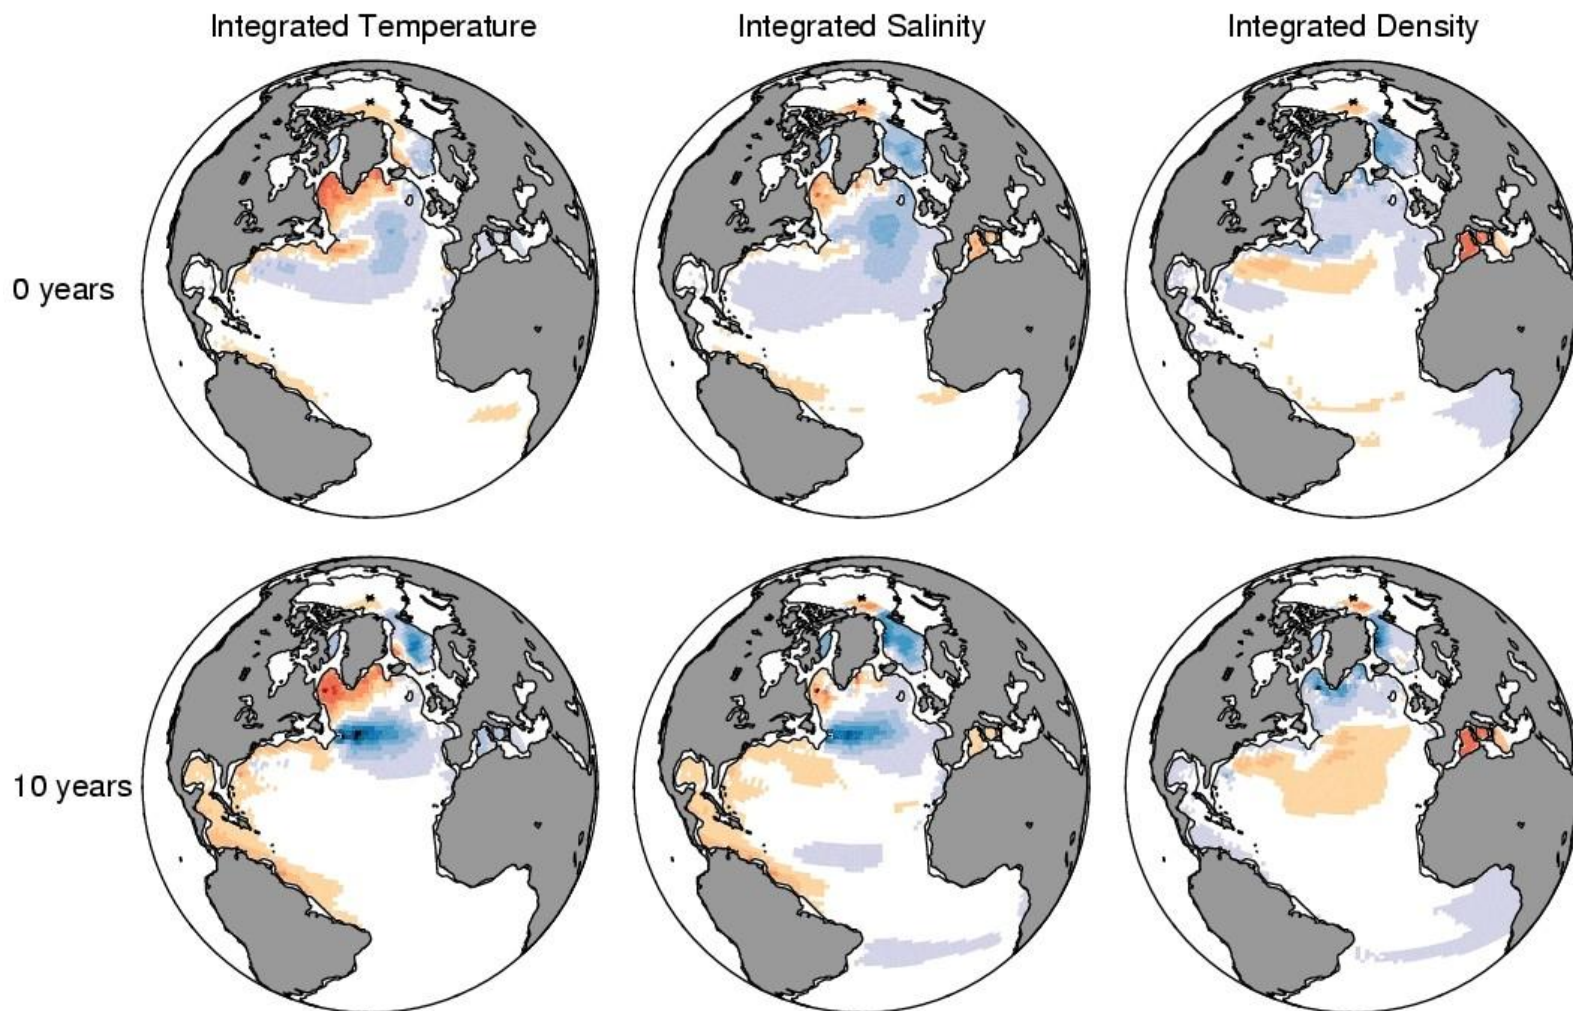 Integrated Temperature
Integrated Salinity
Integrated Density
0 years
10 years